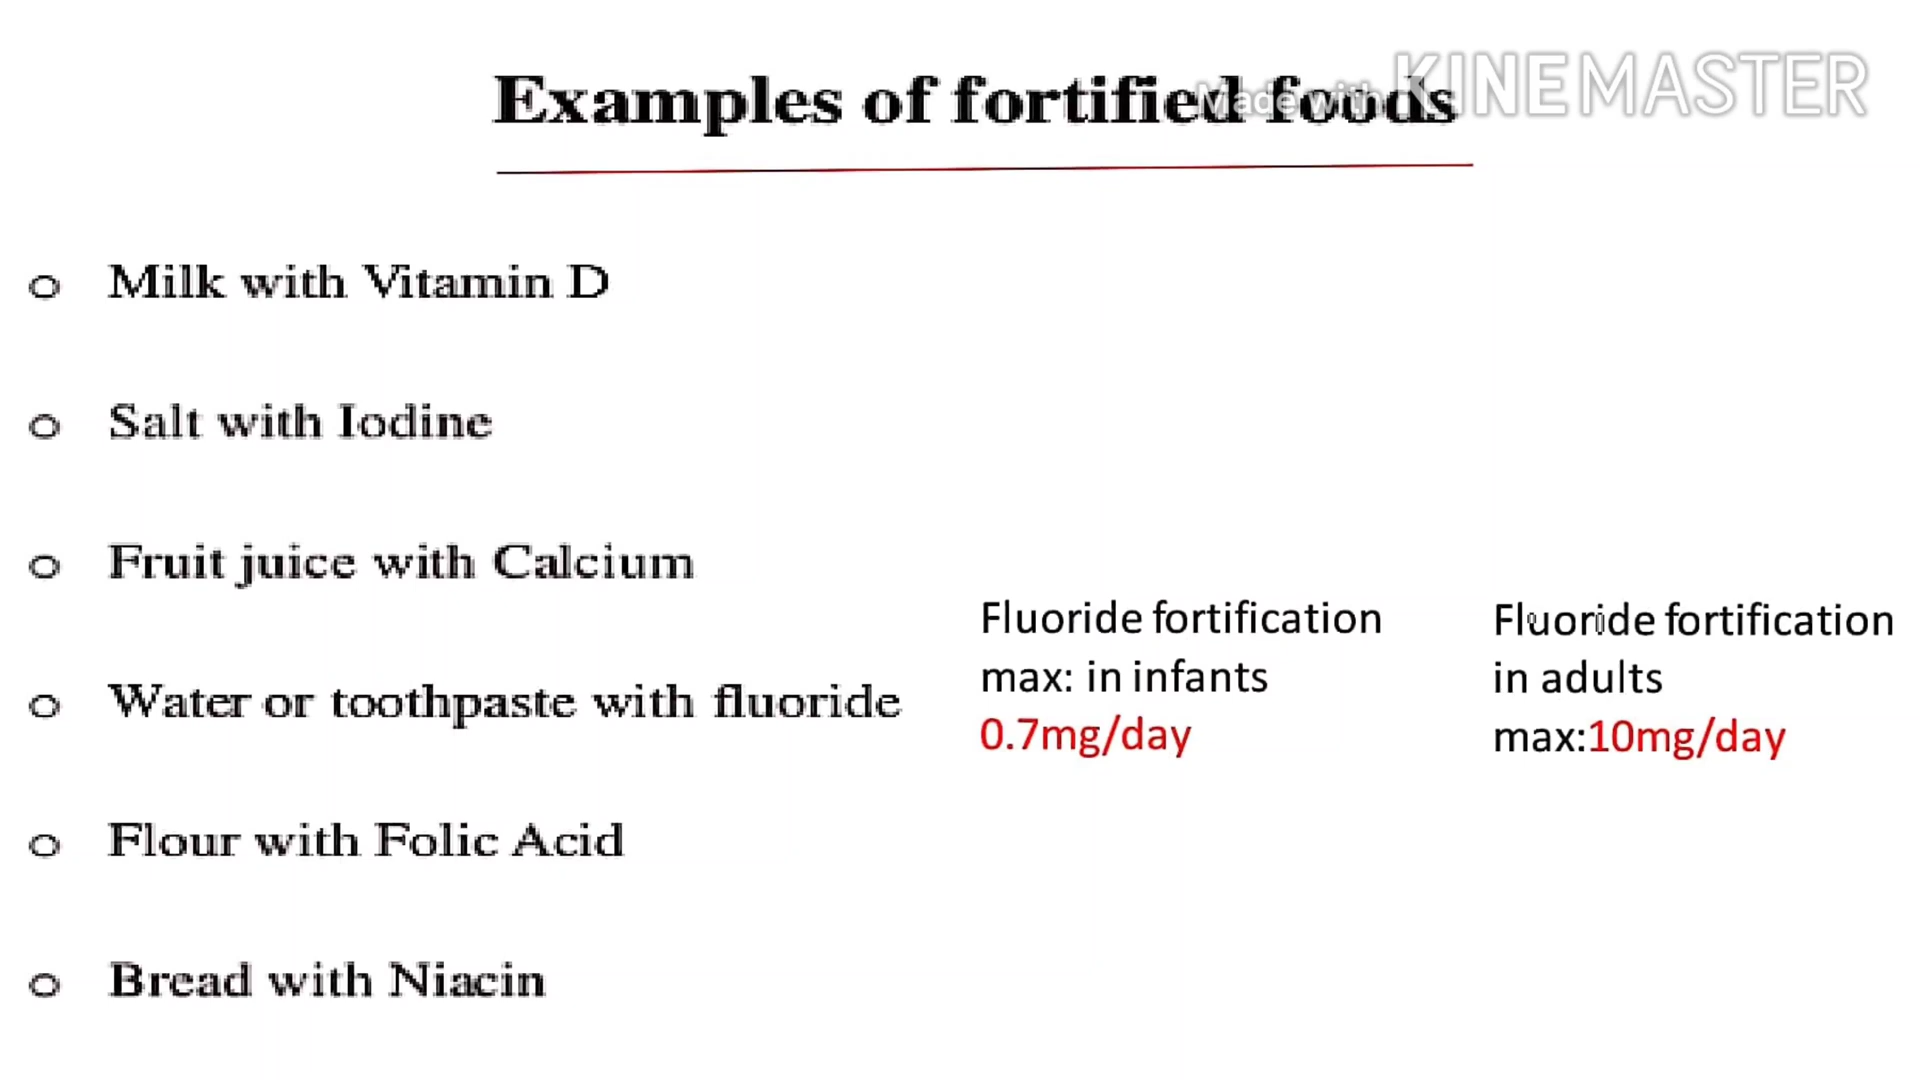 Examples of fortified foods
Made with KINEMASTER
o Milk with Vitamin D
o Salt with Iodine
o Fruit juice with Calcium
o Water or toothpaste with fluoride
o Flour with Folic Acid
o Bread with Niacin
Fluoride fortification
max: in infants
0.7mg/day
Fluoride fortification
in adults
max:10mg/day